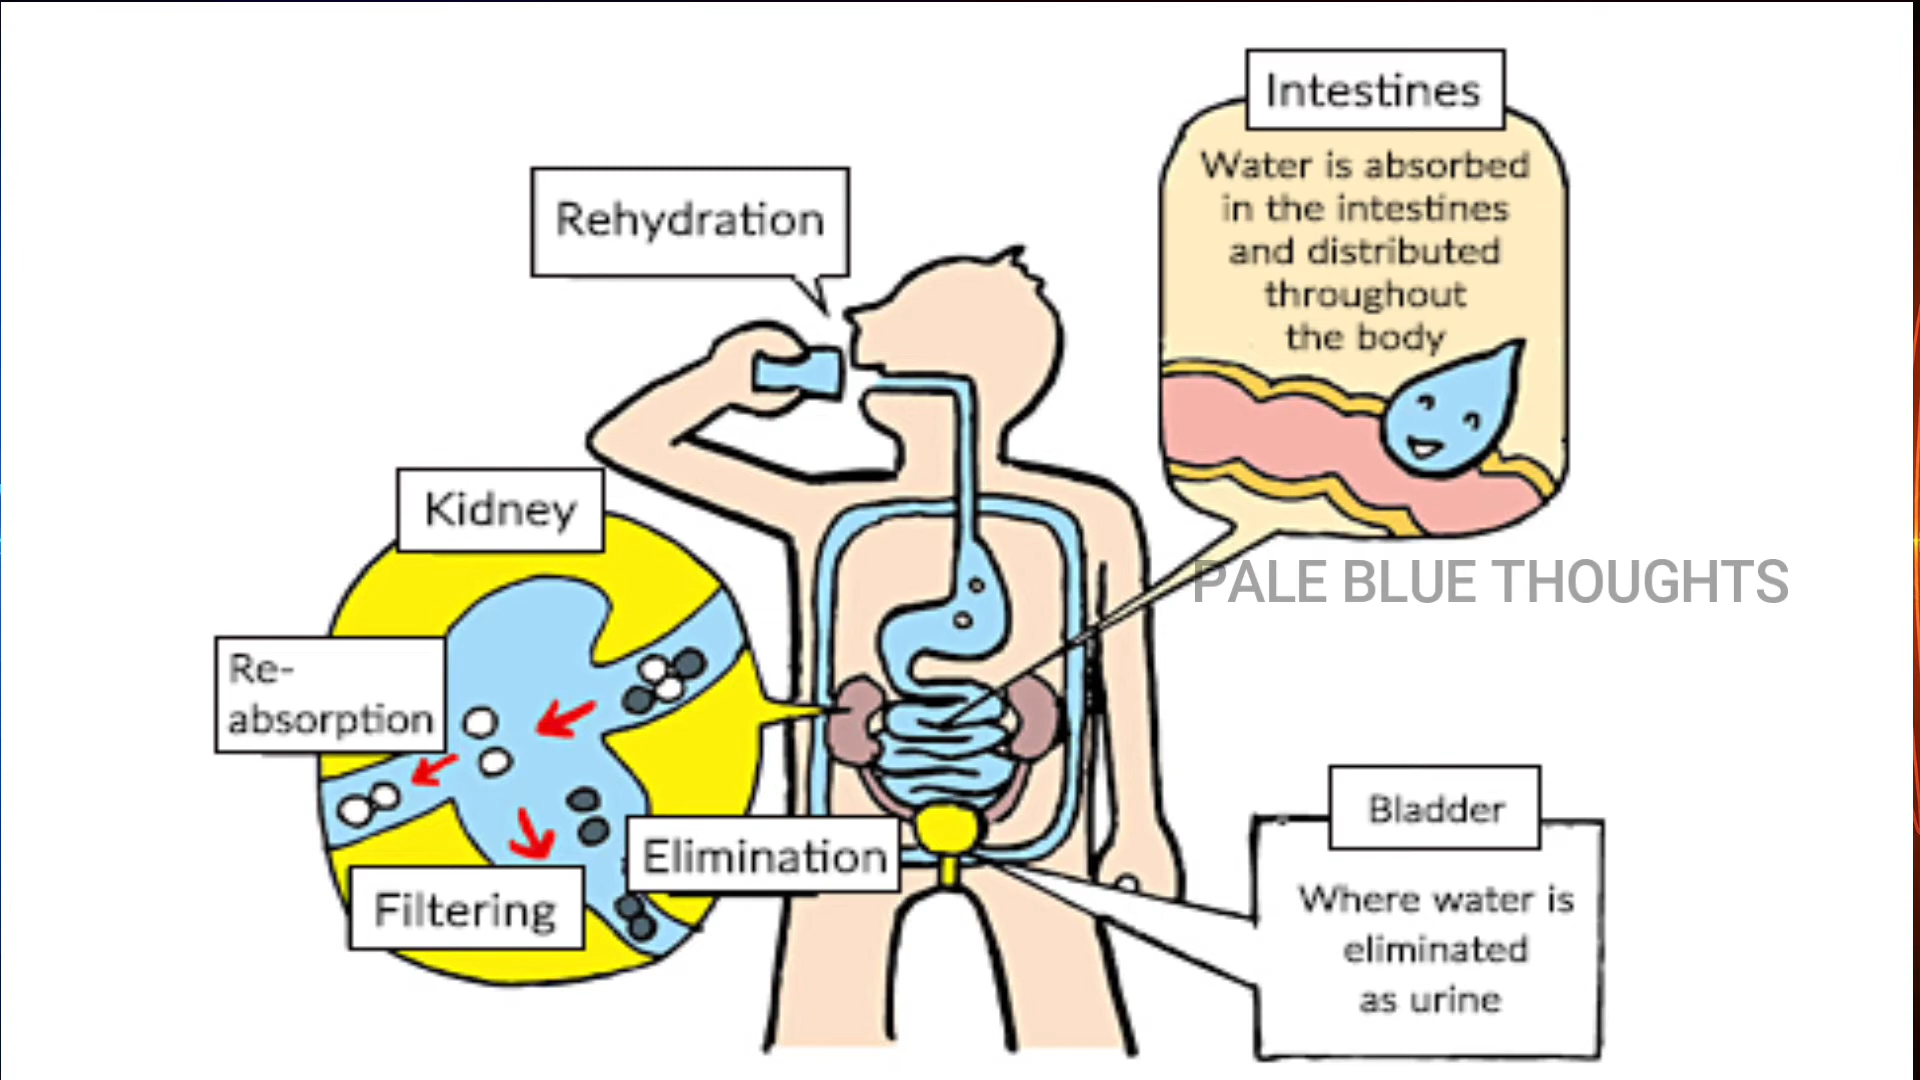 Intestines
Water is absorbed
in the intestines
and distributed
throughout
the body
Rehydration
Kidney
PALE BLUE THOUGHTS
Re-
absorption
Bladder
Elimination
Filtering
Where water is
eliminated
as urine